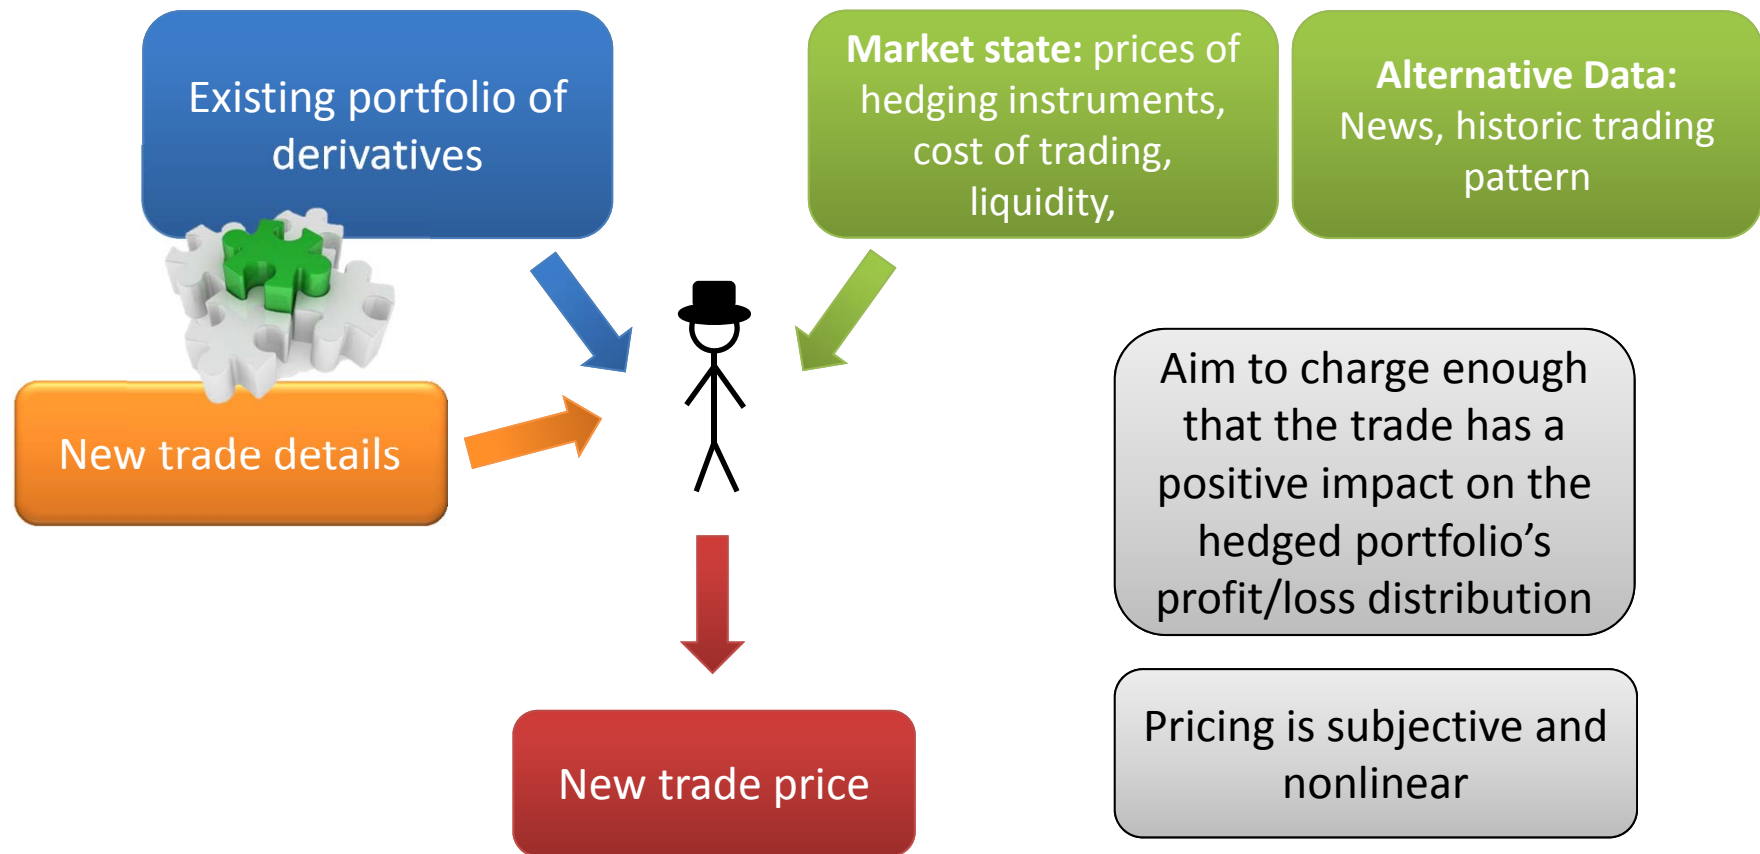 Existing portfolio of
derivatives
Market state: prices of
hedging instruments,
cost of trading,
liquidity,
Alternative Data:
News, historic trading
pattern
New trade details
Aim to charge enough
that the trade has a
positive impact on the
hedged portfolio’s
profit/loss distribution
New trade price
Pricing is subjective and
nonlinear